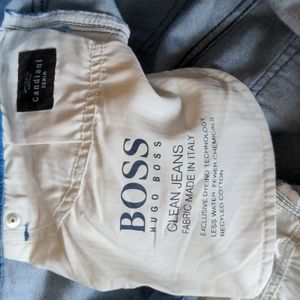 Candiani
DENIM
BOSS
HUGO BOSS
CLEAN JEANS
FABRIC MADE IN ITALY
EXCLUSIVE DYEING TECHNOLOGY
LESS WATER FEWER CHEMICALS
RECYCLED COTTON